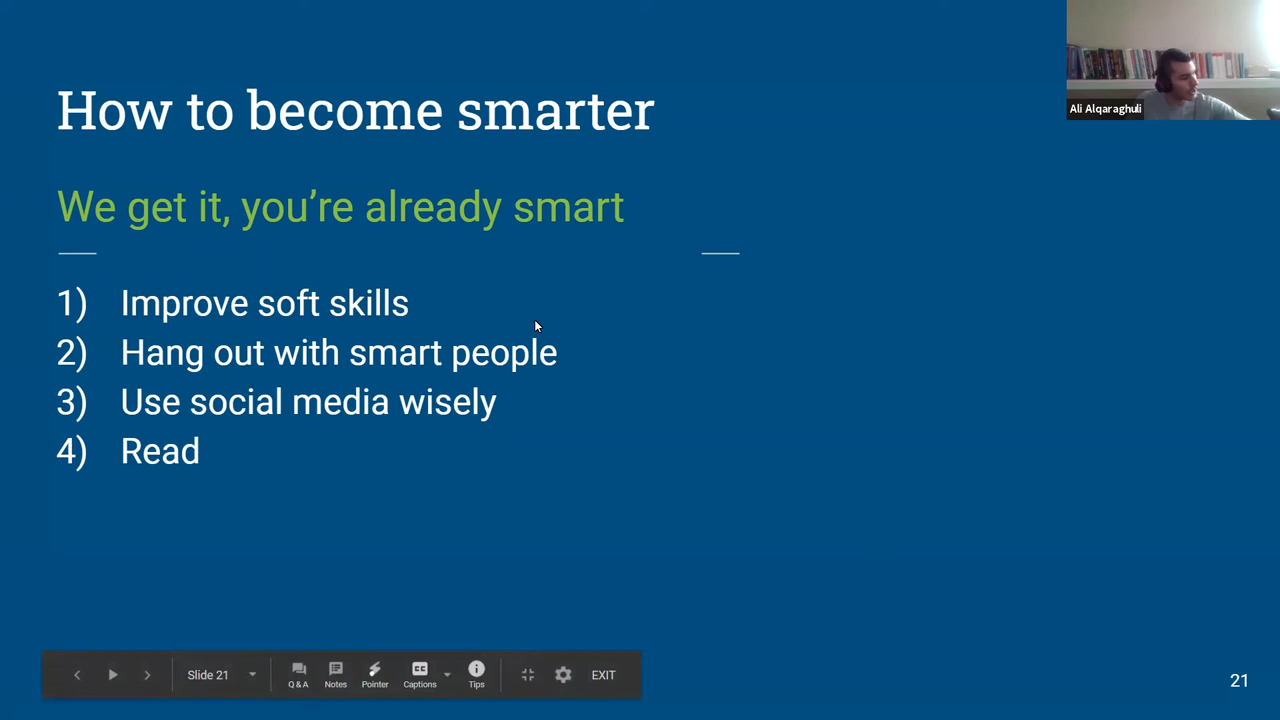 How to become smarter
Ali Alqaraghuli
We get it, you’re already smart
1) Improve soft skills
2) Hang out with smart people
3) Use social media wisely
4) Read
Slide 21
Q & A
Notes
Pointer
CC
Captions
Tips
EXIT
21